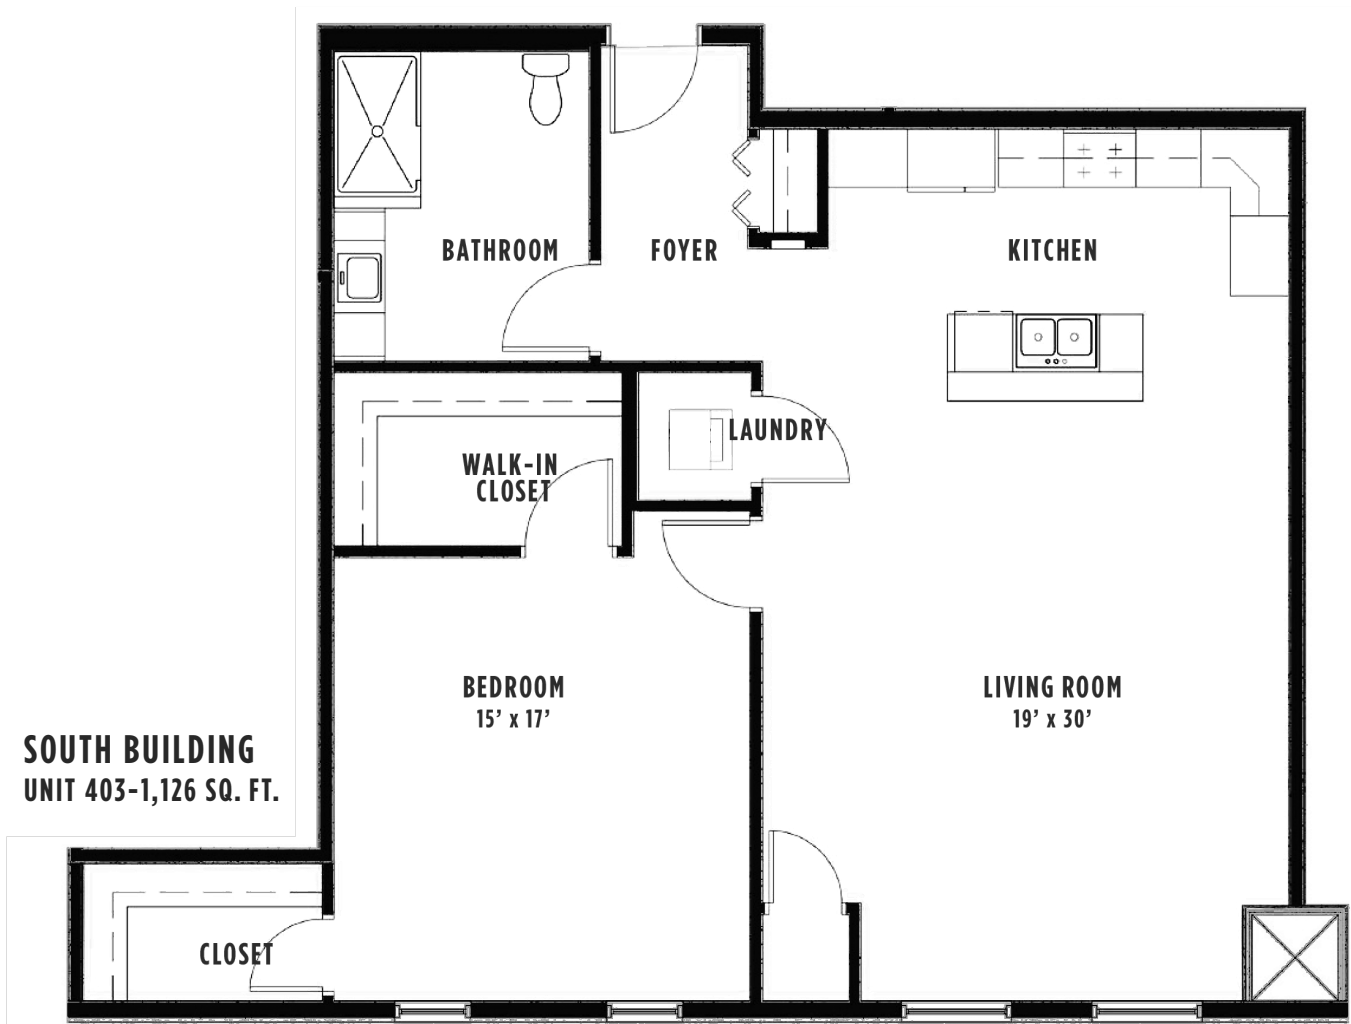 BATHROOM
FOYER
KITCHEN
LAUNDRY
WALK-IN
CLOSET
BEDROOM
15’ x 17’
LIVING ROOM
19’ x 30’
SOUTH BUILDING
UNIT 403-1,126 SQ. FT.
CLOSET